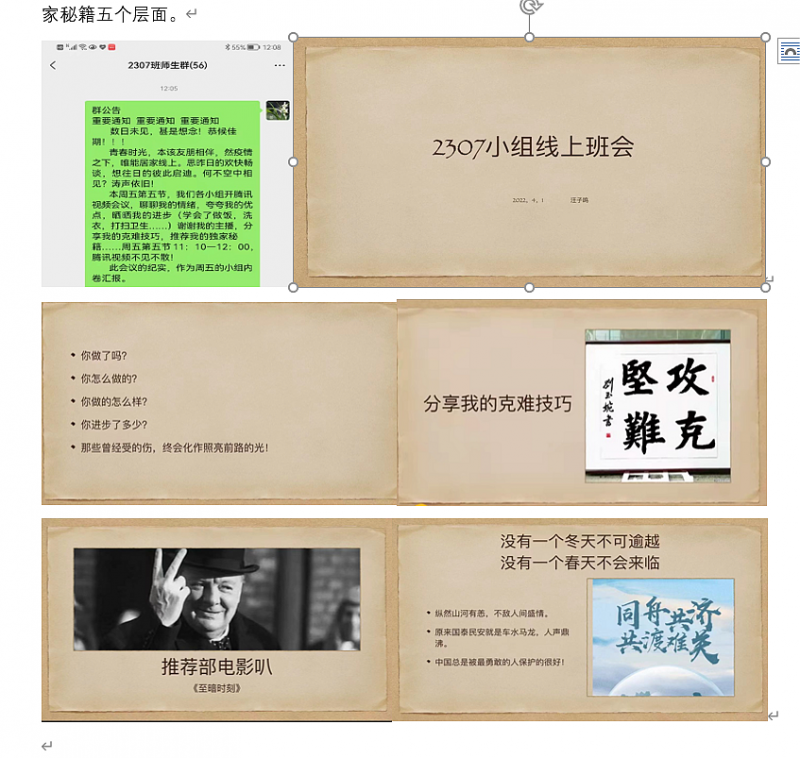 家秘籍五个层面。
55% 12:08
2307班师生群(56)
12:05
群公告
重要通知 重要通知 重要通知
数日未见，甚是想念！恭候佳
期！！！
青春时光，本该友朋相伴，然疫情
之下，唯能居家线上。思昨日的欢快畅
谈，想往日的彼此启迪。何不空中相
见？涛声依旧！
本周五第五节，我们各小组开腾讯
视频会议，聊聊我的情绪，夸夸我的优
点，晒晒我的进步（学会了做饭，洗
衣，打扫卫生……）谢谢我的主播，分
享我的克难技巧，推荐我的独家秘
籍……周五第五节11：10—12：00，
腾讯视频不见不散！
此会议的纪实，作为周五的小组内
卷汇报。
2307小组线上班会
2022，4，1
你做了吗？
你怎么做的？
你做的怎么样？
你进步了多少？
那些曾经受的伤，终会化作照亮前路的光！
分享我的克难技巧
攻克
堅難
推荐部电影叭
《至暗时刻》
没有一个冬天不可逾越
没有一个春天不会来临
纵然山河有恙，不敌人间盛情。
原来国泰民安就是车水马龙，人声鼎
沸。
中国总是被最勇敢的人保护的很好！
同舟共济
共渡难关